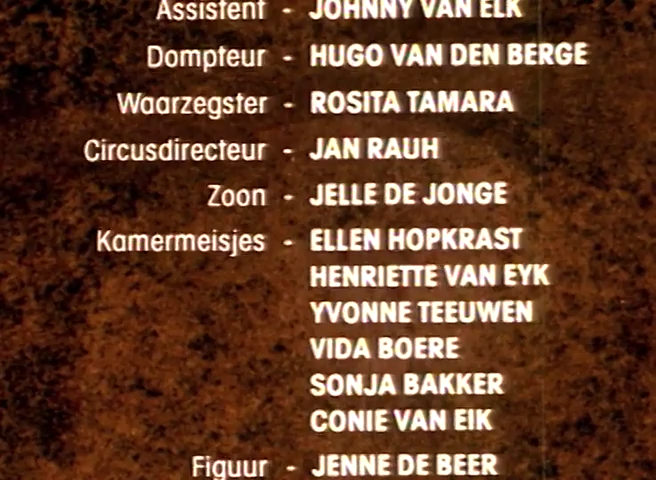 Assistent - JOHNNY VAN ELK
Dompteur - HUGO VAN DEN BERGE
Waarzegster - ROSITA TAMARA
Circusdirecteur - JAN RAUH
Zoon - JELLE DE JONGE
Kamermeisjes - ELLEN HOPKRAST
HENRIETTE VAN EYK
YVONNE TEEUWEN
VIDA BOERE
SONJA BAKKER
CONIE VAN EIK
Figuur - JENNE DE BEER